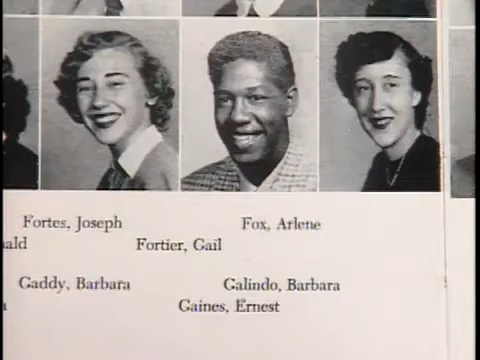 Fortes, Joseph Fox, Arlene
ald Fortier, Gail
Gaddy, Barbara Galindo, Barbara
Gaines, Ernest